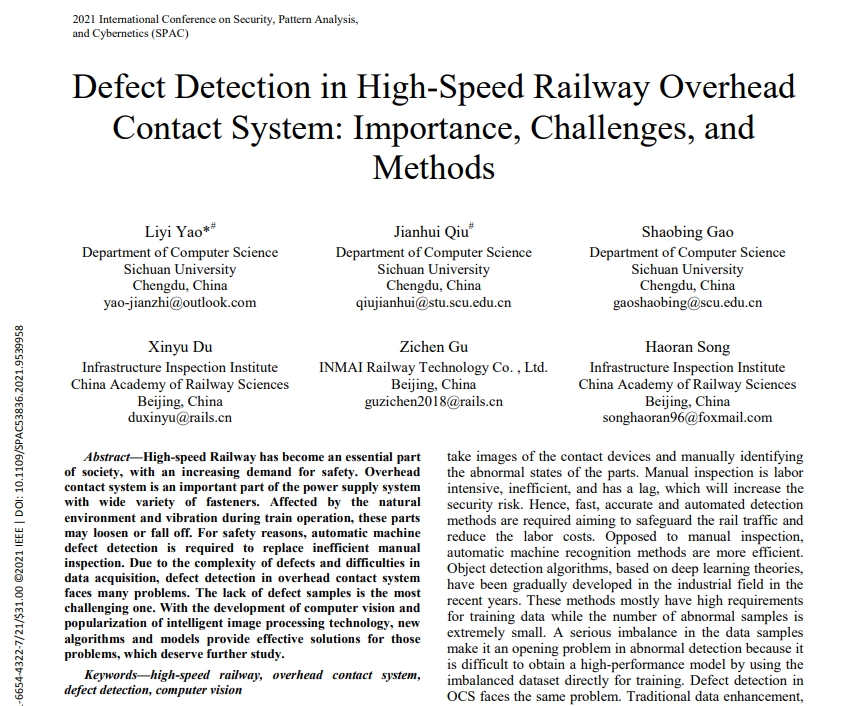 2021 International Conference on Security, Pattern Analysis,
and Cybernetics (SPAC)
Defect Detection in High-Speed Railway Overhead
Contact System: Importance, Challenges, and
Methods
Liyi Yao*#
Department of Computer Science
Sichuan University
Chengdu, China
yao-jianzhi@outlook.com
Jianhui Qiu#
Department of Computer Science
Sichuan University
Chengdu, China
qiujianhui@stu.scu.edu.cn
Shaobing Gao
Department of Computer Science
Sichuan University
Chengdu, China
gaoshaobing@scu.edu.cn
Xinyu Du
Infrastructure Inspection Institute
China Academy of Railway Sciences
Beijing, China
duxinyu@rails.cn
Zichen Gu
INMAI Railway Technology Co. , Ltd.
Beijing, China
guzichen2018@rails.cn
Haoran Song
Infrastructure Inspection Institute
China Academy of Railway Sciences
Beijing, China
songhaoran96@foxmail.com
Abstract—High-speed Railway has become an essential part
of society, with an increasing demand for safety. Overhead
contact system is an important part of the power supply system
with wide variety of fasteners. Affected by the natural
environment and vibration during train operation, these parts
may loosen or fall off. For safety reasons, automatic machine
defect detection is required to replace inefficient manual
inspection. Due to the complexity of defects and difficulties in
data acquisition, defect detection in overhead contact system
faces many problems. The lack of defect samples is the most
challenging one. With the development of computer vision and
popularization of intelligent image processing technology, new
algorithms and models provide effective solutions for those
problems, which deserve further study.
Keywords—high-speed railway, overhead contact system,
defect detection, computer vision
take images of the contact devices and manually identifying
the abnormal states of the parts. Manual inspection is labor
intensive, inefficient, and has a lag, which will increase the
security risk. Hence, fast, accurate and automated detection
methods are required aiming to safeguard the rail traffic and
reduce the labor costs. Opposed to manual inspection,
automatic machine recognition methods are more efficient.
Object detection algorithms, based on deep learning theories,
have been gradually developed in the industrial field in the
recent years. These methods mostly have high requirements
for training data while the number of abnormal samples is
extremely small. A serious imbalance in the data samples
make it an opening problem in abnormal detection because it
is difficult to obtain a high-performance model by using the
imbalanced dataset directly for training. Defect detection in
OCS faces the same problem. Traditional data enhancement,
-6654-4322-7/21/$31.00 ©2021 IEEE | DOI: 10.1109/SPAC53836.2021.9539958